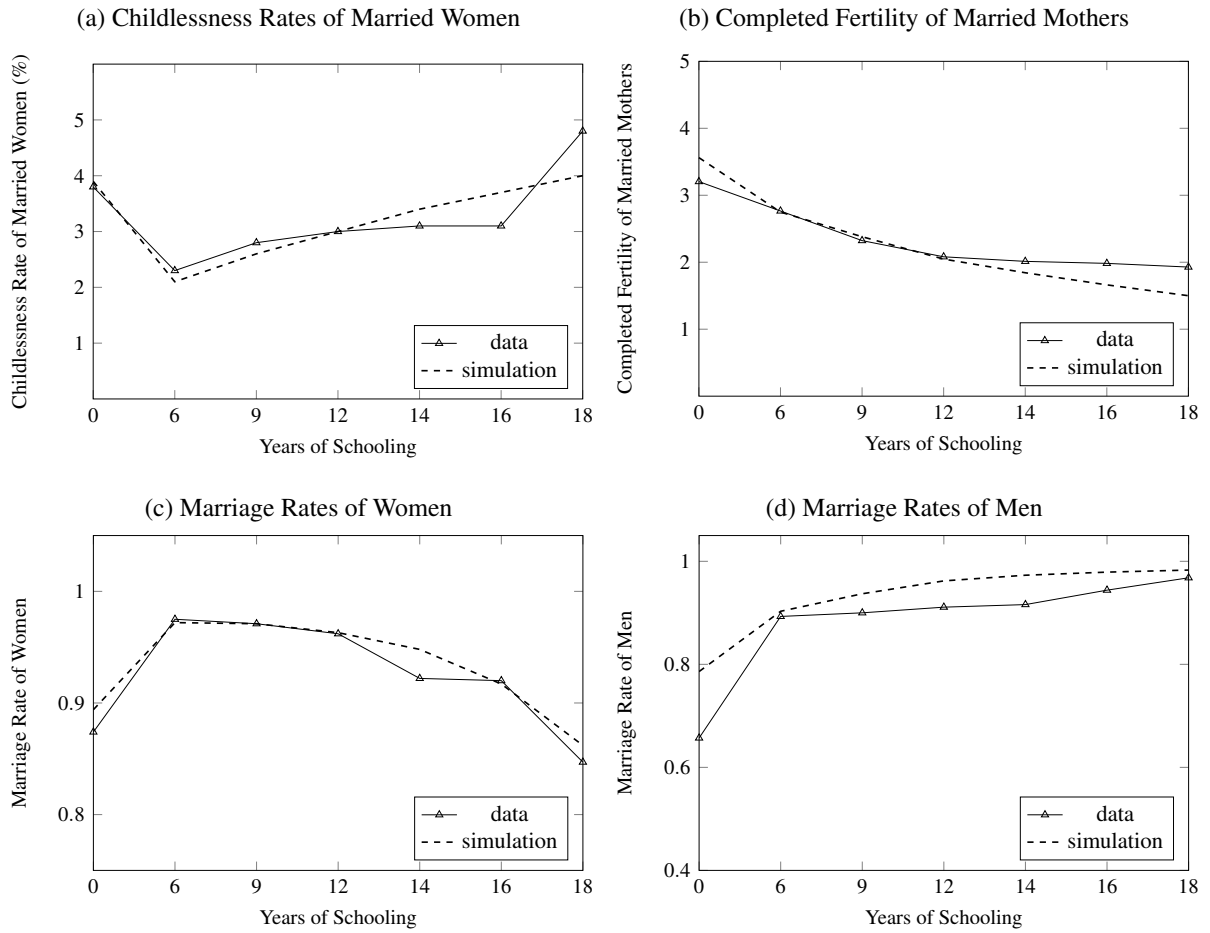 (a) Childlessness Rates of Married Women
Childlessness Rate of Married Women (%)
5
4
3
2
1
0 6 9 12 14 16 18
Years of Schooling
data
simulation
(b) Completed Fertility of Married Mothers
Completed Fertility of Married Mothers
5
4
3
2
1
0 6 9 12 14 16 18
Years of Schooling
data
simulation
(c) Marriage Rates of Women
Marriage Rate of Women
1
0.9
0.8
0 6 9 12 14 16 18
Years of Schooling
data
simulation
(d) Marriage Rates of Men
Marriage Rate of Men
1
0.8
0.6
0.4
0 6 9 12 14 16 18
Years of Schooling
data
simulation